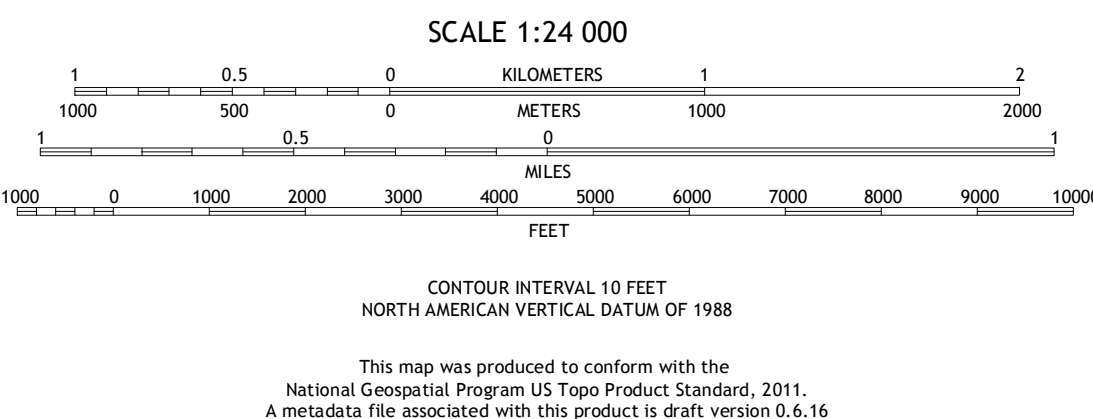 SCALE 1:24 000
1 0.5 0 KILOMETERS 1 2
1000 500 0 METERS 1000 2000
1 0.5 0 1
MILES
1000 0 1000 2000 3000 4000 5000 6000 7000 8000 9000 10000
FEET
CONTOUR INTERVAL 10 FEET
NORTH AMERICAN VERTICAL DATUM OF 1988
This map was produced to conform with the
National Geospatial Program US Topo Product Standard, 2011.
A metadata file associated with this product is draft version 0.6.16